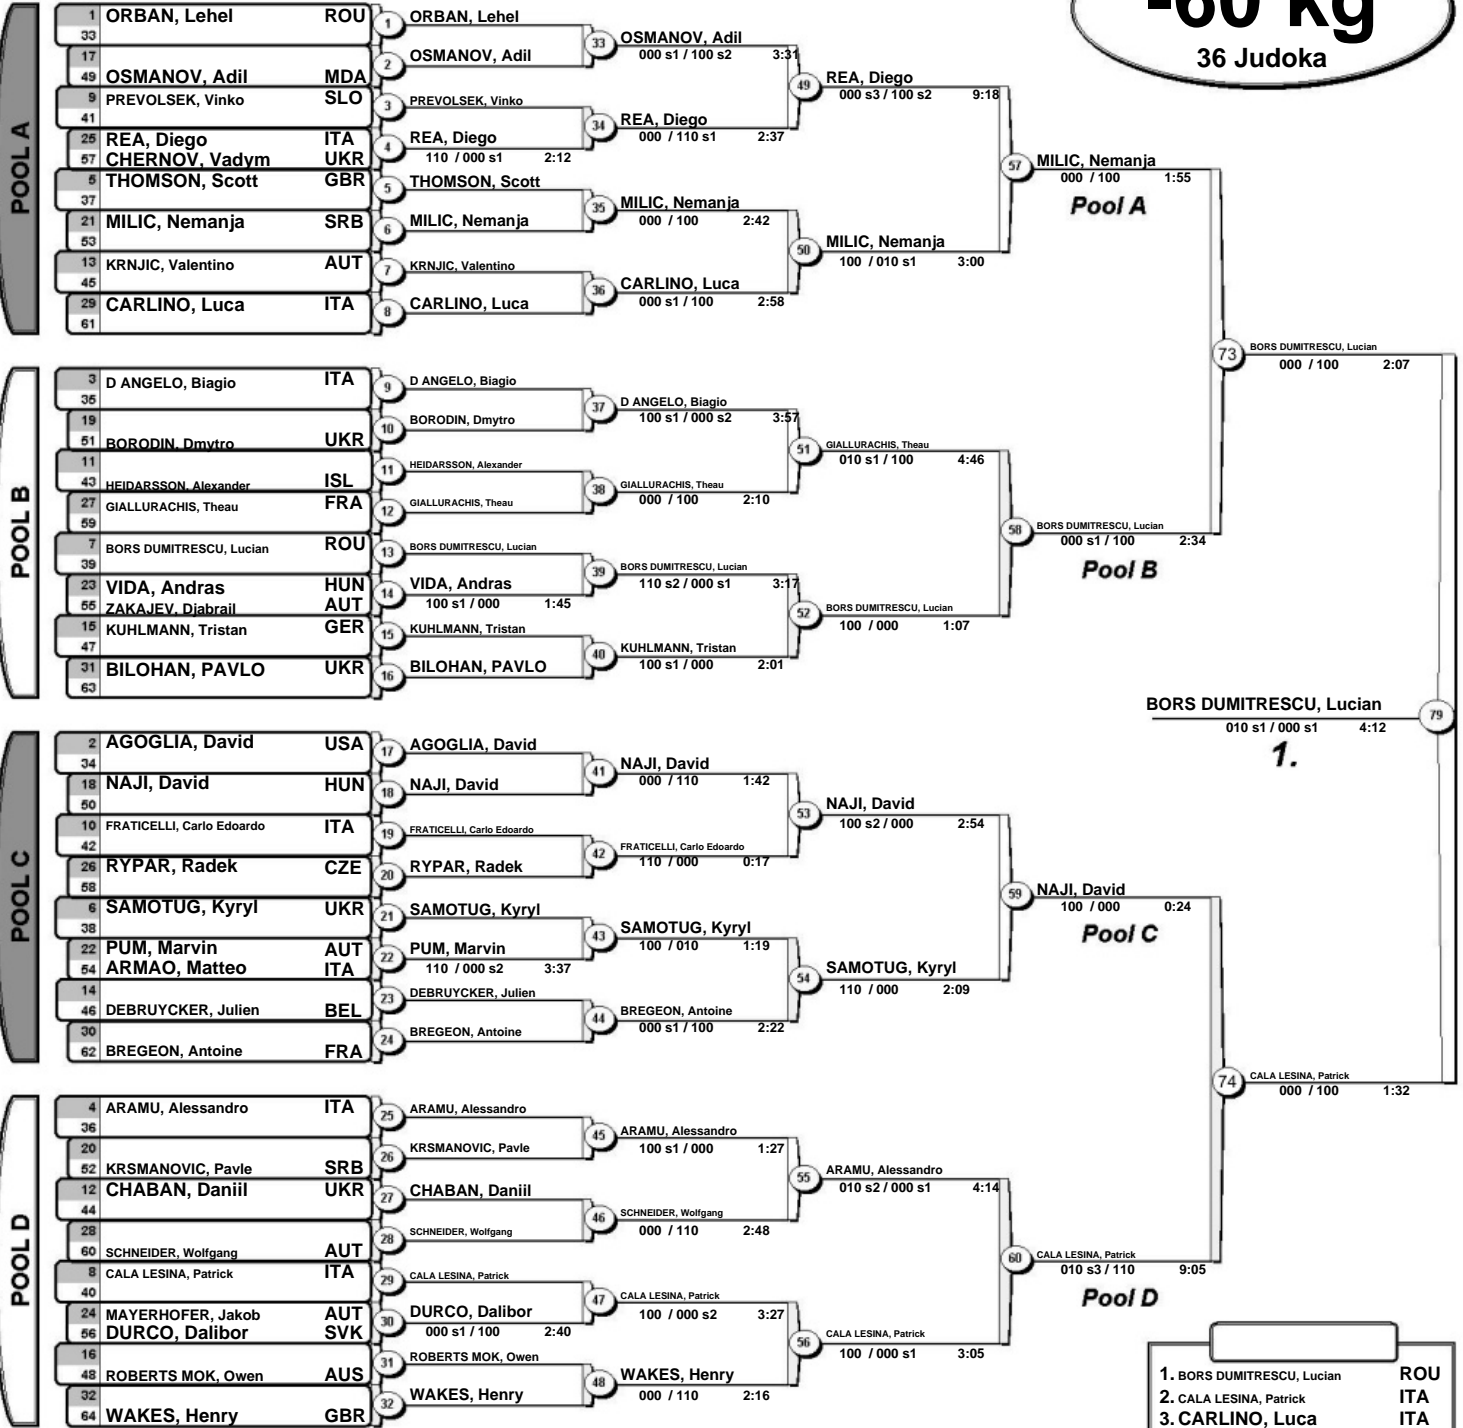 -60 kg
36 Judoka
POOL A
1 ORBAN, Lehel ROU
33
17
49 OSMANOV, Adil MDA
9 PREVOLSEK, Vinko SLO
41
25 REA, Diego ITA
57 CHERNOV, Vadym UKR
5 THOMSON, Scott GBR
37
21 MILIC, Nemanja SRB
53
13 KRNJIC, Valentino AUT
45
29 CARLINO, Luca ITA
61
1 ORBAN, Lehel
2 OSMANOV, Adil
3 PREVOLSEK, Vinko
4 REA, Diego
110 / 000 s1 2:12
5 THOMSON, Scott
6 MILIC, Nemanja
7 KRNJIC, Valentino
8 CARLINO, Luca
33 OSMANOV, Adil
000 s1 / 100 s2 3:31
34 REA, Diego
000 / 110 s1 2:37
35 MILIC, Nemanja
000 / 100 2:42
36 CARLINO, Luca
000 s1 / 100 2:58
49 REA, Diego
000 s3 / 100 s2 9:18
50 MILIC, Nemanja
100 / 010 s1 3:00
57 MILIC, Nemanja
000 / 100 1:55
Pool A
POOL B
3 D ANGELO, Biagio ITA
35
19
51 BORODIN, Dmytro UKR
11
43 HEIDARSSON, Alexander ISL
27 GIALLURACHIS, Theau FRA
59
7 BORS DUMITRESCU, Lucian ROU
39
23 VIDA, Andras HUN
55 ZAKAJEV, Djabrail AUT
15 KUHLMANN, Tristan GER
47
31 BILOHAN, PAVLO UKR
63
9 D ANGELO, Biagio
10 BORODIN, Dmytro
11 HEIDARSSON, Alexander
12 GIALLURACHIS, Theau
13 BORS DUMITRESCU, Lucian
14 VIDA, Andras
100 s1 / 000 1:45
15 KUHLMANN, Tristan
16 BILOHAN, PAVLO
37 D ANGELO, Biagio
100 s1 / 000 s2 3:57
38 GIALLURACHIS, Theau
000 / 100 2:10
39 BORS DUMITRESCU, Lucian
110 s2 / 000 s1 3:17
40 KUHLMANN, Tristan
100 s1 / 000 2:01
51 GIALLURACHIS, Theau
010 s1 / 100 4:46
52 BORS DUMITRESCU, Lucian
100 / 000 1:07
58 BORS DUMITRESCU, Lucian
000 s1 / 100 2:34
Pool B
73 BORS DUMITRESCU, Lucian
000 / 100 2:07
BORS DUMITRESCU, Lucian 79
010 s1 / 000 s1 4:12
1.
POOL C
2 AGOGLIA, David USA
34
18 NAJI, David HUN
50
10 FRATICELLI, Carlo Edoardo ITA
42
26 RYPAR, Radek CZE
58
6 SAMOTUG, Kyryl UKR
38
22 PUM, Marvin AUT
54 ARMAO, Matteo ITA
14
46 DEBRUYCKER, Julien BEL
30
62 BREGEON, Antoine FRA
17 AGOGLIA, David
18 NAJI, David
19 FRATICELLI, Carlo Edoardo
20 RYPAR, Radek
21 SAMOTUG, Kyryl
22 PUM, Marvin
110 / 000 s2 3:37
23 DEBRUYCKER, Julien
24 BREGEON, Antoine
41 NAJI, David
000 / 110 1:42
42 FRATICELLI, Carlo Edoardo
110 / 000 0:17
43 SAMOTUG, Kyryl
100 / 010 1:19
44 BREGEON, Antoine
000 s1 / 100 2:22
53 NAJI, David
100 s2 / 000 2:54
54 SAMOTUG, Kyryl
110 / 000 2:09
59 NAJI, David
100 / 000 0:24
Pool C
POOL D
4 ARAMU, Alessandro ITA
36
20
52 KRSMANOVIC, Pavle SRB
12 CHABAN, Daniil UKR
44
28
60 SCHNEIDER, Wolfgang AUT
8 CALA LESINA, Patrick ITA
40
24 MAYERHOFER, Jakob AUT
56 DURCO, Dalibor SVK
16
48 ROBERTS MOK, Owen AUS
32
64 WAKES, Henry GBR
25 ARAMU, Alessandro
26 KRSMANOVIC, Pavle
27 CHABAN, Daniil
28 SCHNEIDER, Wolfgang
29 CALA LESINA, Patrick
30 DURCO, Dalibor
000 s1 / 100 2:40
31 ROBERTS MOK, Owen
32 WAKES, Henry
45 ARAMU, Alessandro
100 s1 / 000 1:27
46 SCHNEIDER, Wolfgang
000 / 110 2:48
47 CALA LESINA, Patrick
100 / 000 s2 3:27
48 WAKES, Henry
000 / 110 2:16
55 ARAMU, Alessandro
010 s2 / 000 s1 4:14
56 CALA LESINA, Patrick
100 / 000 s1 3:05
60 CALA LESINA, Patrick
010 s3 / 110 9:05
Pool D
74 CALA LESINA, Patrick
000 / 100 1:32
1. BORS DUMITRESCU, Lucian ROU
2. CALA LESINA, Patrick ITA
3. CARLINO, Luca ITA